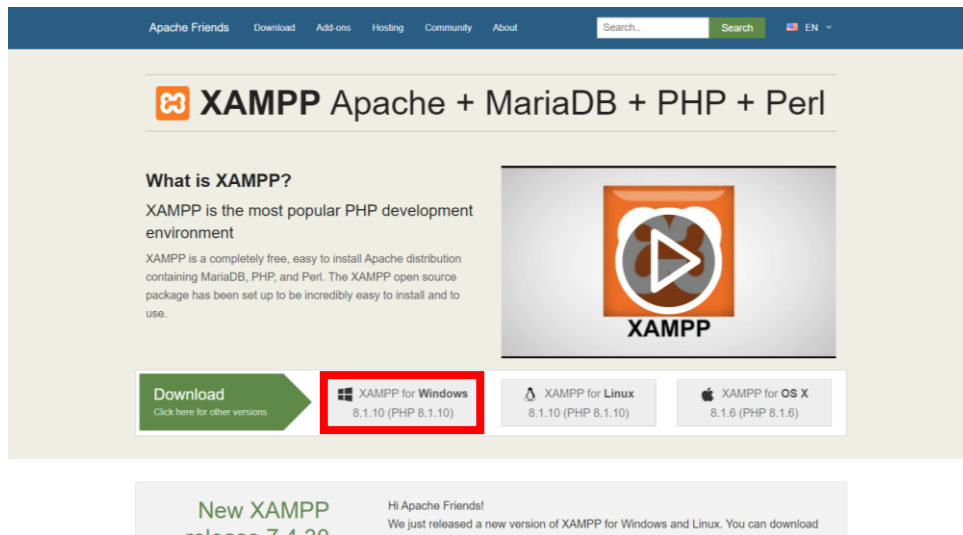 Apache Friends Download Add-ons Hosting Community About Search.. Search EN
XAMPP Apache + MariaDB + PHP + Perl
What is XAMPP?
XAMPP is the most popular PHP development
environment
XAMPP is a completely free, easy to install Apache distribution
containing MariaDB, PHP, and Perl. The XAMPP open source
package has been set up to be incredibly easy to install and to
use.
XAMPP
Download
Click here for other versions
XAMPP for Windows
8.1.10 (PHP 8.1.10)
XAMPP for Linux
8.1.10 (PHP 8.1.10)
XAMPP for OS X
8.1.6 (PHP 8.1.6)
New XAMPP
release 7.4.30
Hi Apache Friends!
We just released a new version of XAMPP for Windows and Linux. You can download